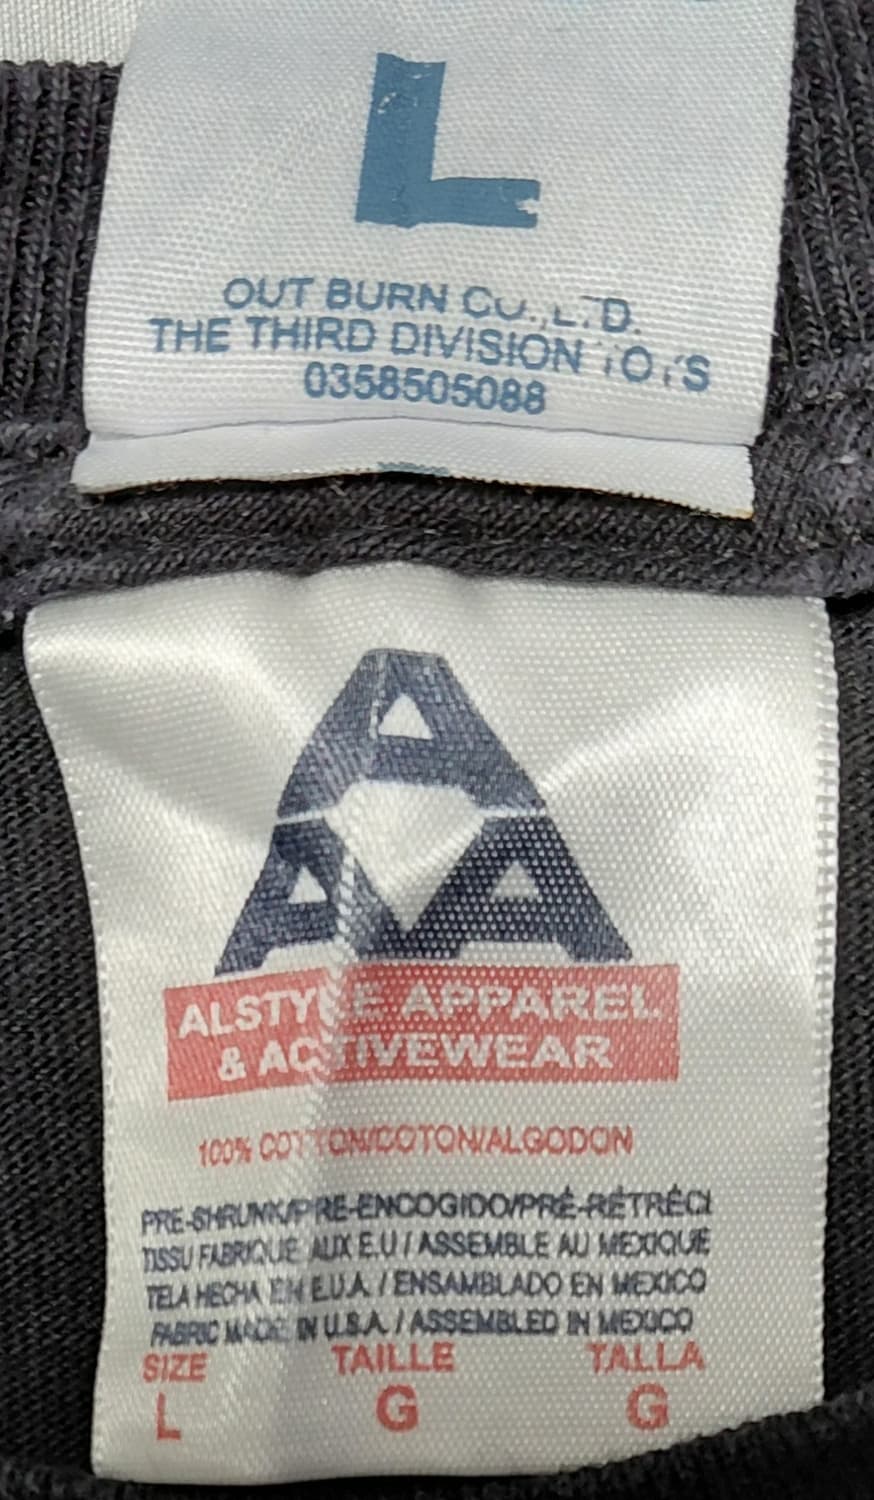 L
OUT BURN CO.,LTD.
THE THIRD DIVISION TOYS
0358505088
AAA
ALSTYLE APPAREL
& ACTIVEWEAR
100% COTTON/COTON/ALGODON
PRE-SHRUNK/PRE-ENCOGIDO/PRÉ-RÉTRÉCI
TISSU FABRIQUE AUX E.U / ASSEMBLE AU MEXIQUE
TELA HECHA EN E.U.A. / ENSAMBLADO EN MEXICO
FABRIC MADE IN U.S.A. / ASSEMBLED IN MEXICO
SIZE TAILLE TALLA
L G G